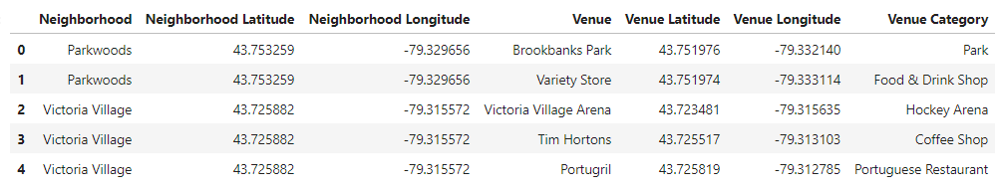 Neighborhood Neighborhood Latitude Neighborhood Longitude Venue Venue Latitude Venue Longitude Venue Category
0 Parkwoods 43.753259 -79.329656 Brookbanks Park 43.751976 -79.332140 Park
1 Parkwoods 43.753259 -79.329656 Variety Store 43.751974 -79.333114 Food & Drink Shop
2 Victoria Village 43.725882 -79.315572 Victoria Village Arena 43.723481 -79.315635 Hockey Arena
3 Victoria Village 43.725882 -79.315572 Tim Hortons 43.725517 -79.313103 Coffee Shop
4 Victoria Village 43.725882 -79.315572 Portugril 43.725819 -79.312785 Portuguese Restaurant